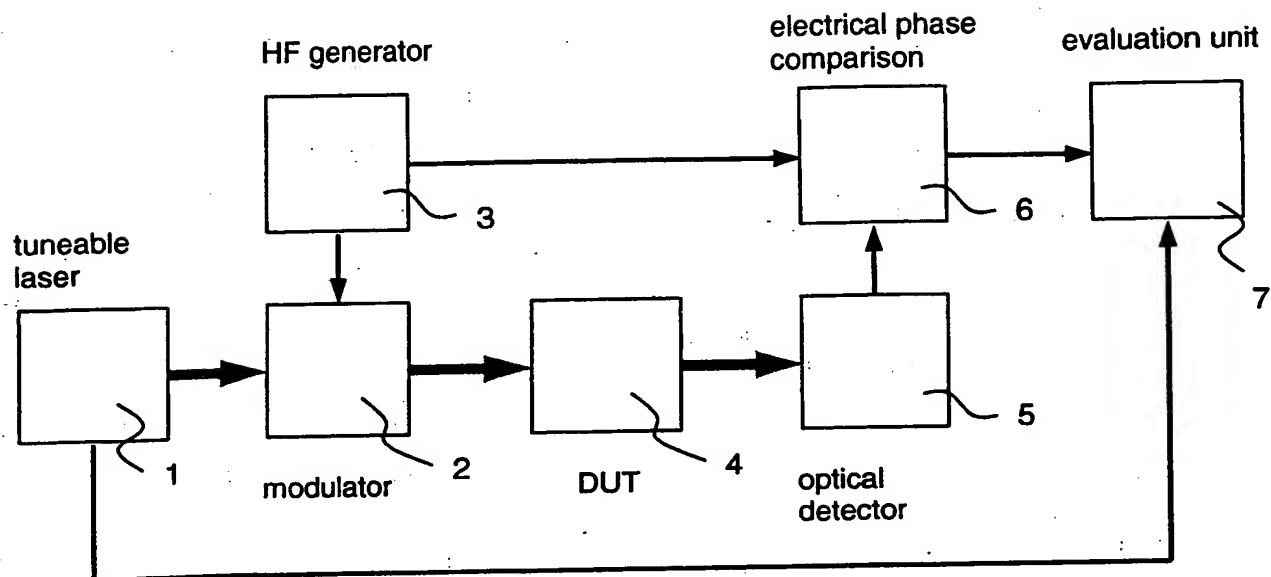 HF generator
electrical phase
comparison
evaluation unit
3
6
7
tuneable
laser
1
2
4
5
modulator
DUT
optical
detector